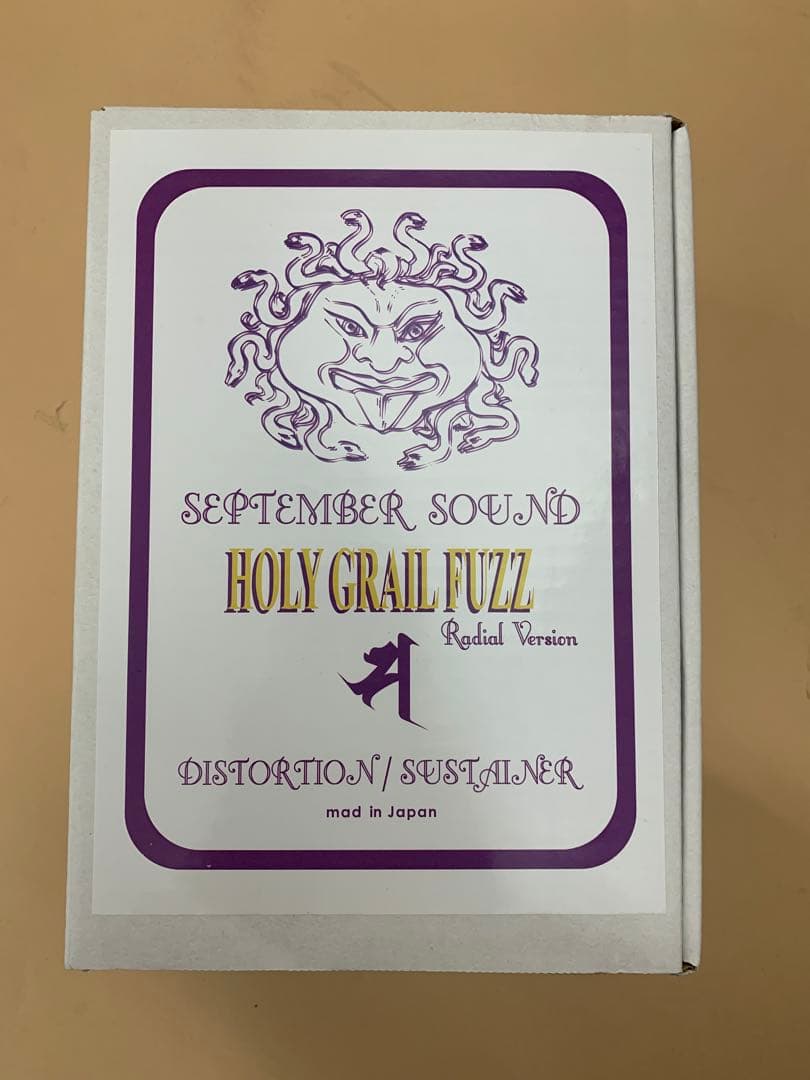 SEPTEMBER SOUND
HOLY GRAIL FUZZ
Radial Version
DISTORTION / SUSTAINER
mad in Japan